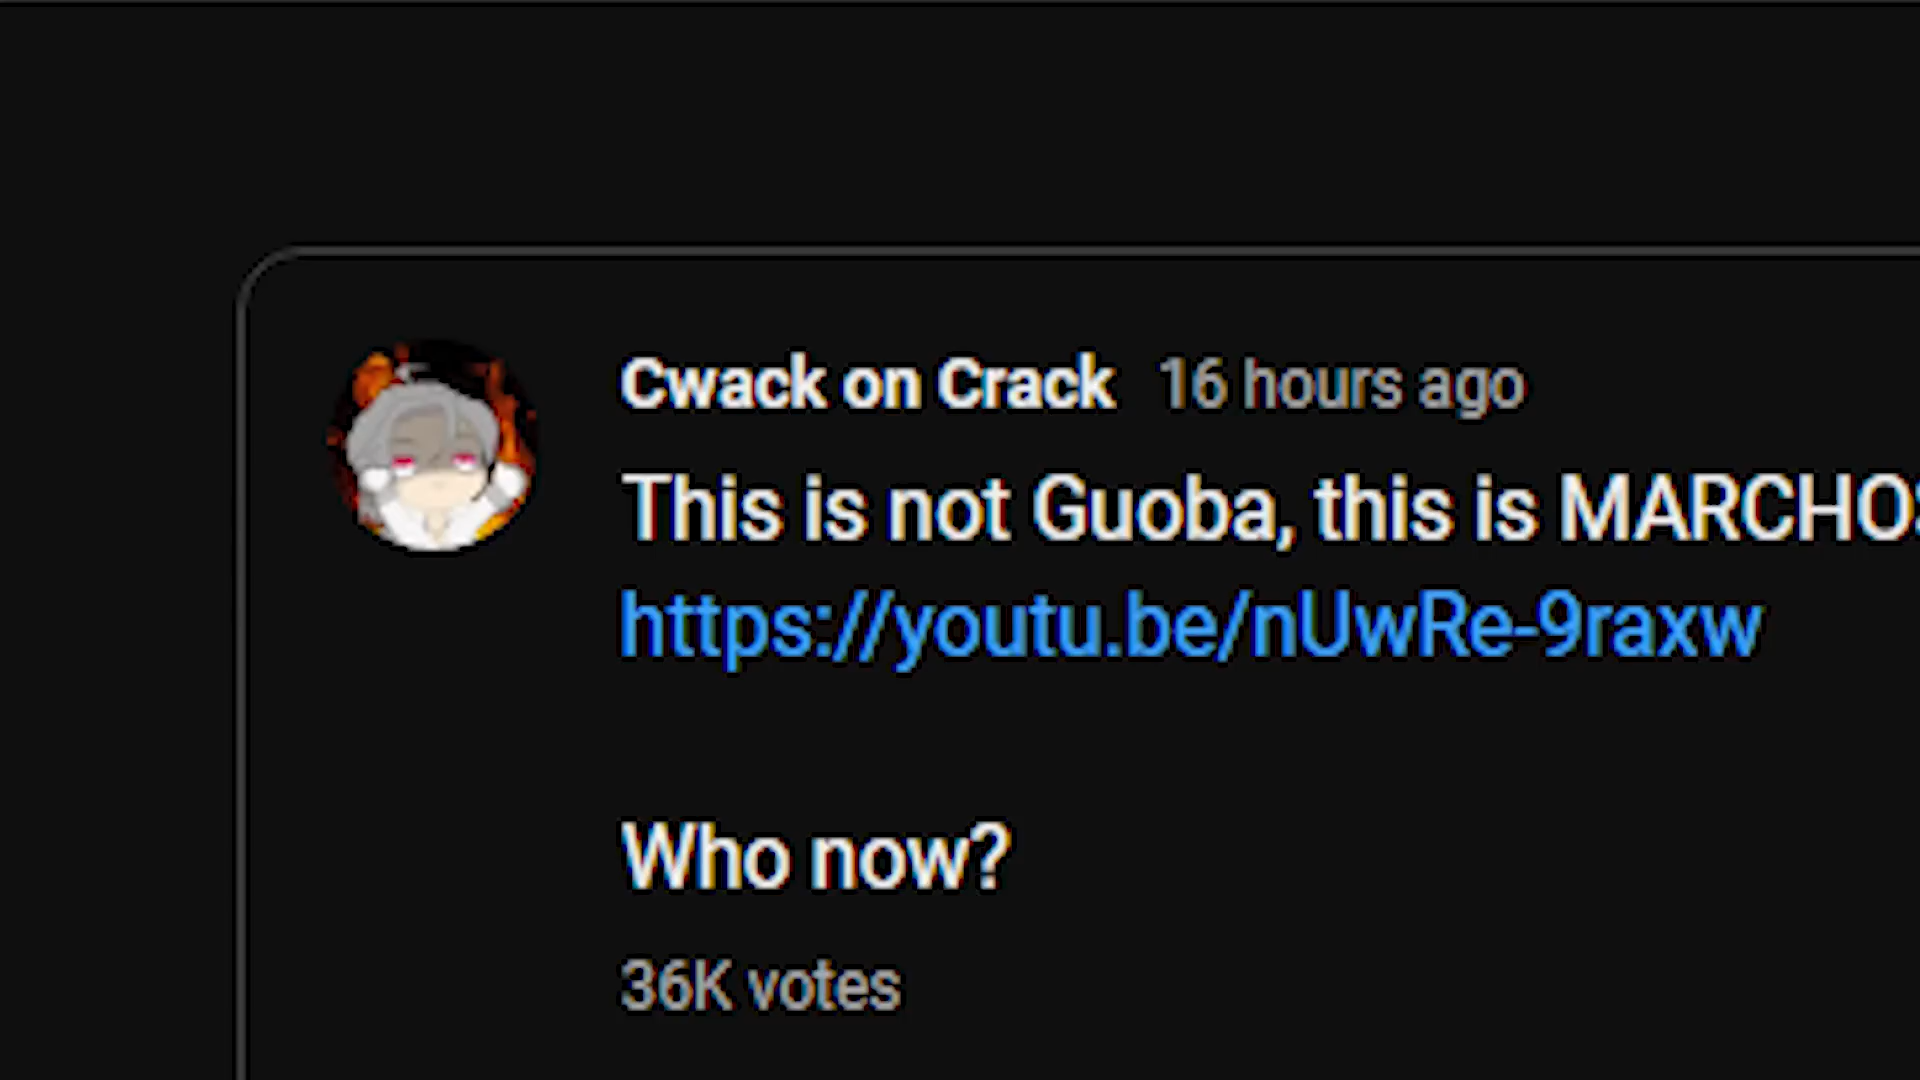 Cwack on Crack 16 hours ago
This is not Guoba, this is
https://youtu.be/nUwRe-9raxw
Who now?
36K votes